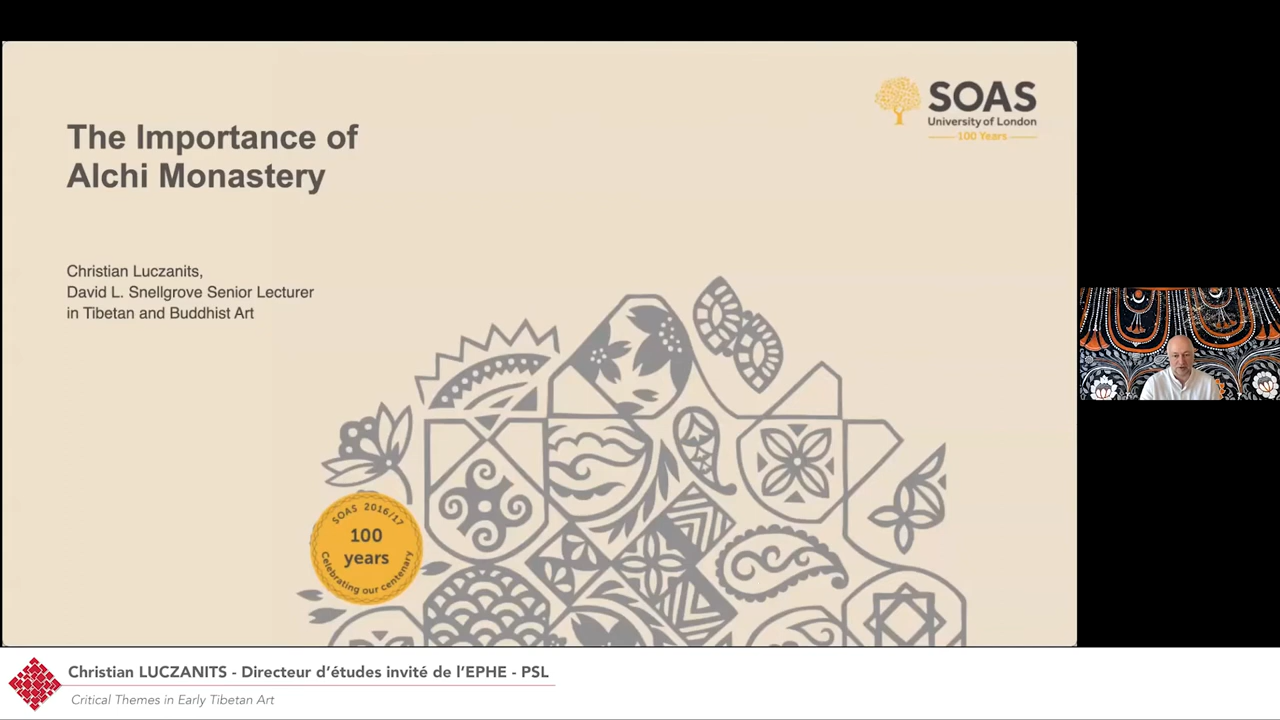 SOAS
University of London
100 Years
The Importance of
Alchi Monastery
Christian Luczanits,
David L. Snellgrove Senior Lecturer
in Tibetan and Buddhist Art
SOAS 2016/17
100
years
Celebrating our centenary
Christian LUCZANITS - Directeur d'études invité de l'EPHE - PSL
Critical Themes in Early Tibetan Art